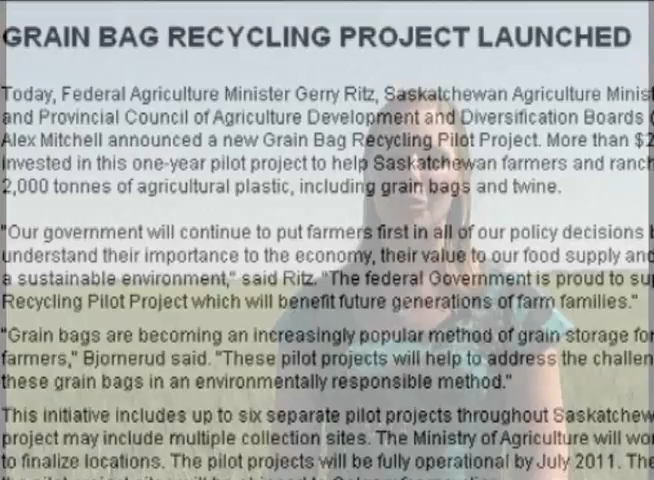 GRAIN BAG RECYCLING PROJECT LAUNCHED
Today, Federal Agriculture Minister Gerry Ritz, Saskatchewan Agriculture Minist
and Provincial Council of Agriculture Development and Diversification Boards (
Alex Mitchell announced a new Grain Bag Recycling Pilot Project. More than $2
invested in this one-year pilot project to help Saskatchewan farmers and ranch
2,000 tonnes of agricultural plastic, including grain bags and twine.
"Our government will continue to put farmers first in all of our policy decisions b
understand their importance to the economy, their value to our food supply and
a sustainable environment," said Ritz. "The federal Government is proud to sup
Recycling Pilot Project which will benefit future generations of farm families."
"Grain bags are becoming an increasingly popular method of grain storage for
farmers," Bjornerud said. "These pilot projects will help to address the challen
these grain bags in an environmentally responsible method."
This initiative includes up to six separate pilot projects throughout Saskatchew
project may include multiple collection sites. The Ministry of Agriculture will wor
to finalize locations. The pilot projects will be fully operational by July 2011. The